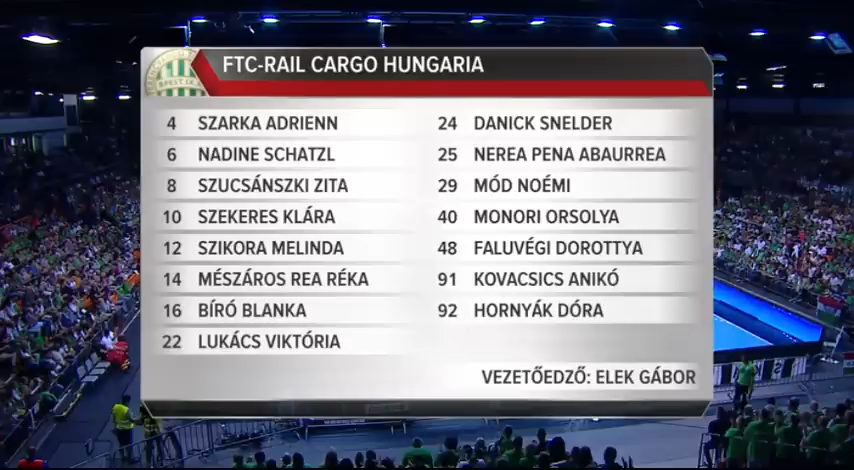 FTC-RAIL CARGO HUNGARIA
4 SZARKA ADRIENN
6 NADINE SCHATZL
8 SZUCSÁNSZKI ZITA
10 SZEKERES KLÁRA
12 SZIKORA MELINDA
14 MÉSZÁROS REA RÉKA
16 BÍRÓ BLANKA
22 LUKÁCS VIKTÓRIA
24 DANICK SNELDER
25 NEREA PENA ABAURREA
29 MÓD NOÉMI
40 MONORI ORSOLYA
48 FALUVÉGI DOROTTYA
91 KOVACSICS ANIKÓ
92 HORNYÁK DÓRA
VEZETŐEDZŐ: ELEK GÁBOR